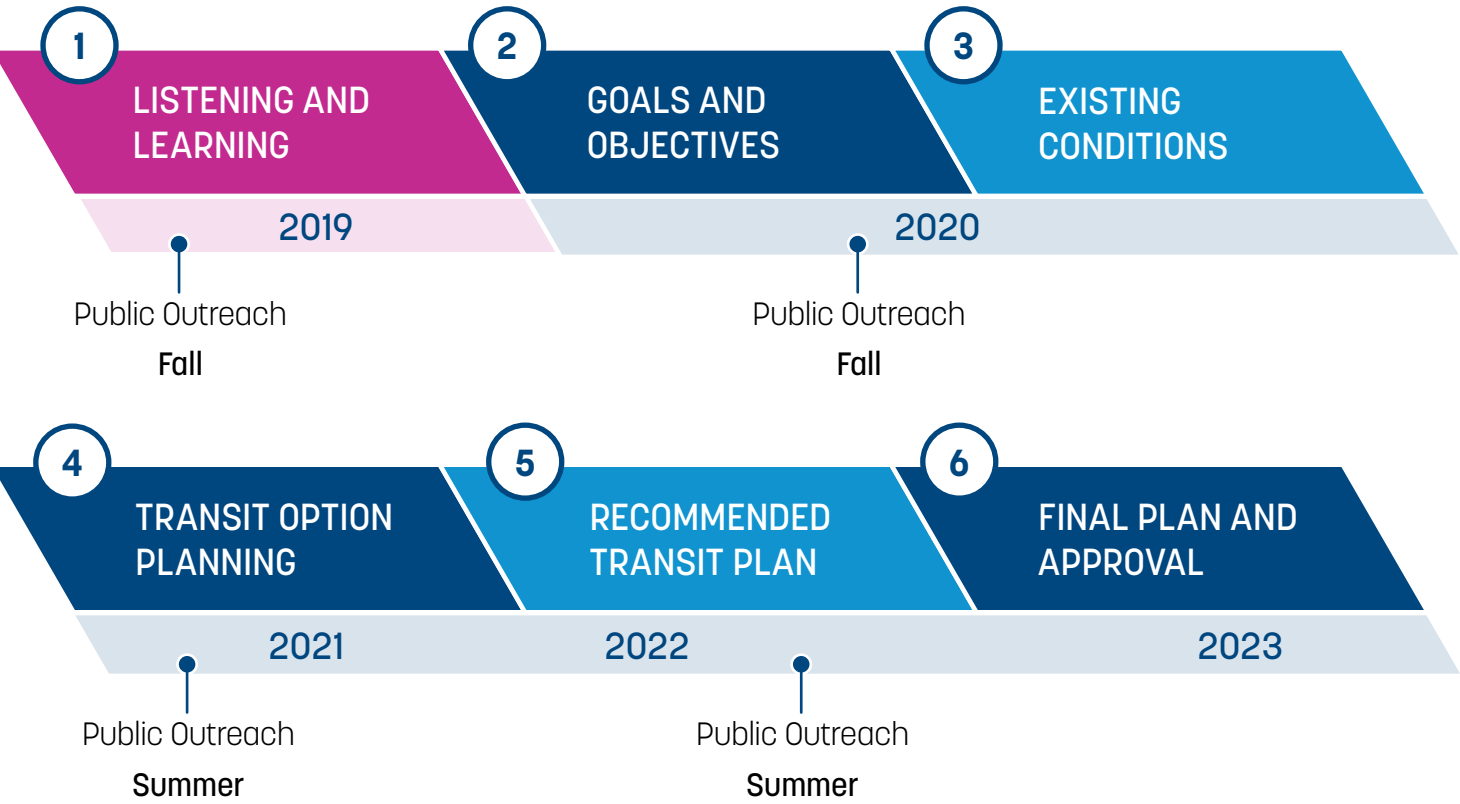 1
LISTENING AND
LEARNING
2
GOALS AND
OBJECTIVES
3
EXISTING
CONDITIONS
2019
2020
Public Outreach
Fall
Public Outreach
Fall
4
TRANSIT OPTION
PLANNING
5
RECOMMENDED
TRANSIT PLAN
6
FINAL PLAN AND
APPROVAL
2021
2022
2023
Public Outreach
Summer
Public Outreach
Summer